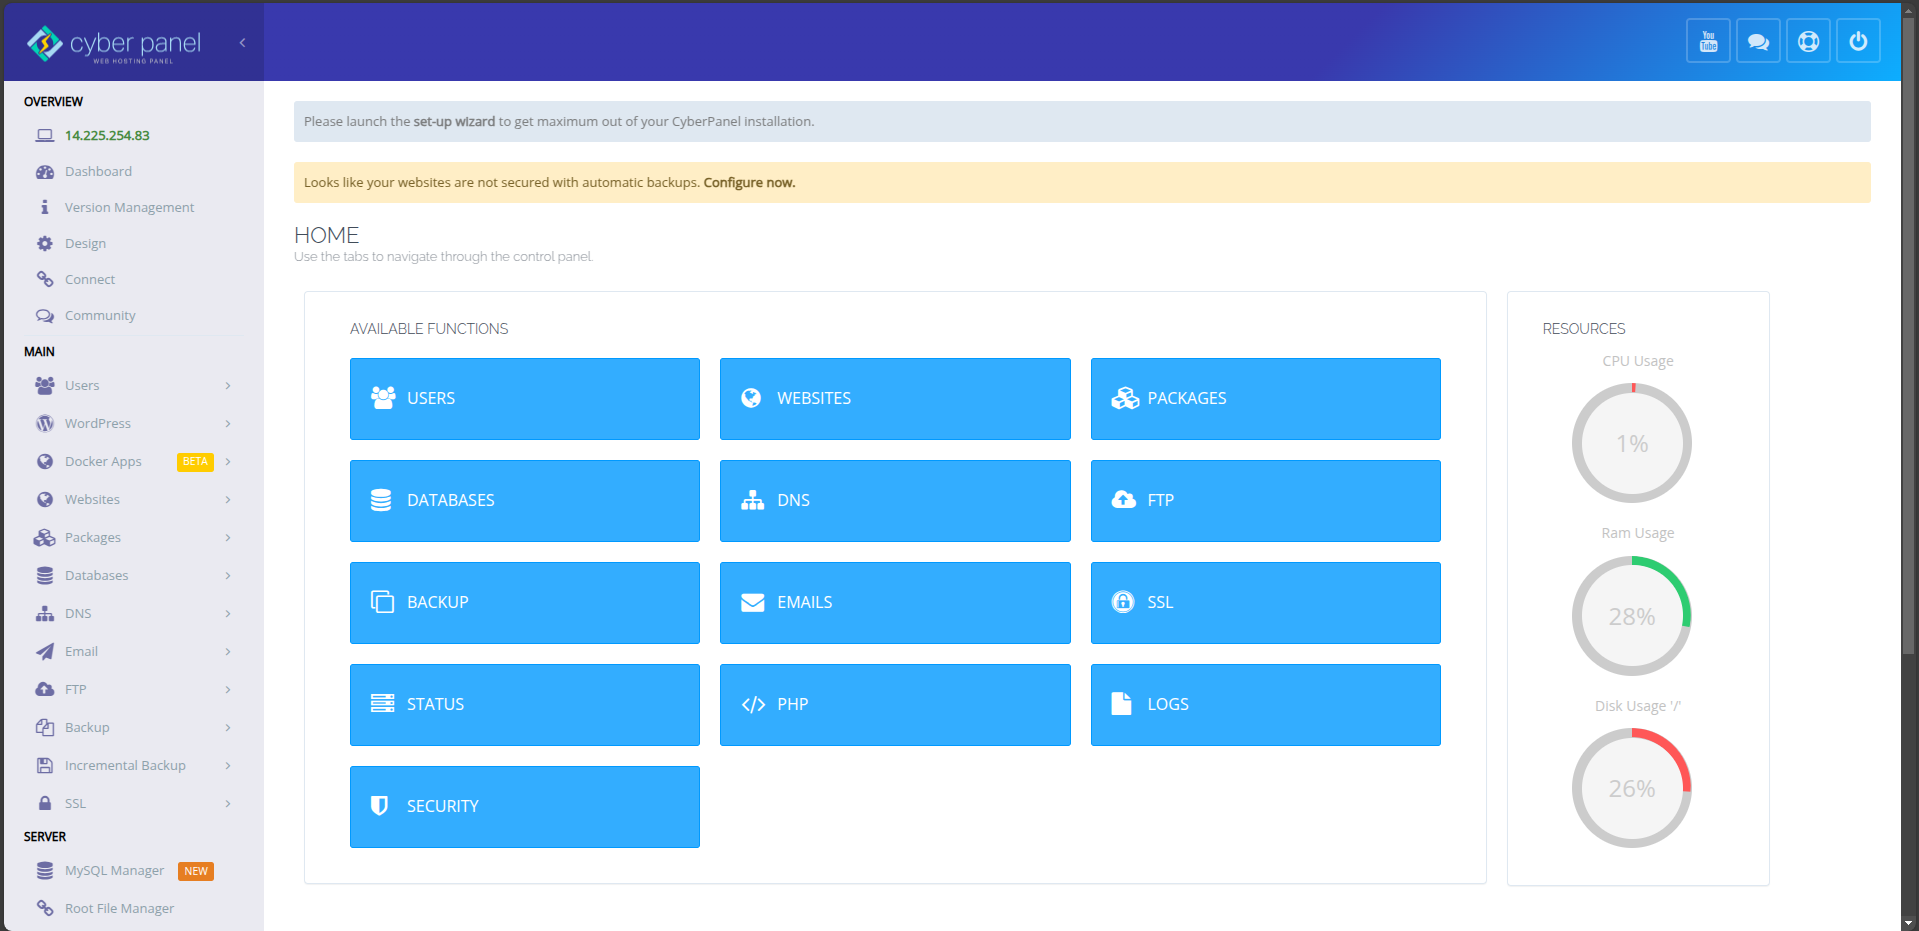 cyber panel
WEB HOSTING PANEL
You
Tube
OVERVIEW
14.225.254.83
Dashboard
Version Management
Design
Connect
Community
MAIN
Users
WordPress
Docker Apps BETA
Websites
Packages
Databases
DNS
Email
FTP
Backup
Incremental Backup
SSL
SERVER
MySQL Manager NEW
Root File Manager
Please launch the set-up wizard to get maximum out of your CyberPanel installation.
Looks like your websites are not secured with automatic backups. Configure now.
HOME
Use the tabs to navigate through the control panel.
AVAILABLE FUNCTIONS
USERS
WEBSITES
PACKAGES
DATABASES
DNS
FTP
BACKUP
EMAILS
SSL
STATUS
PHP
LOGS
SECURITY
RESOURCES
CPU Usage
1%
Ram Usage
28%
Disk Usage '/'
26%